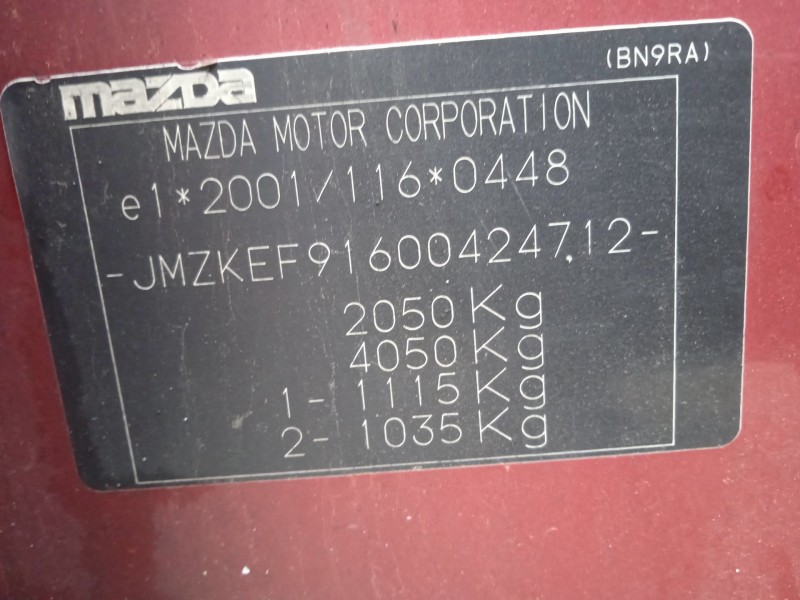 (BN9RA)
mazda
MAZDA MOTOR CORPORATION
e1*2001/116*0448
-JMZKEF91600424712-
2050 Kg
4050 Kg
1- 1115 Kg
2- 1035 Kg